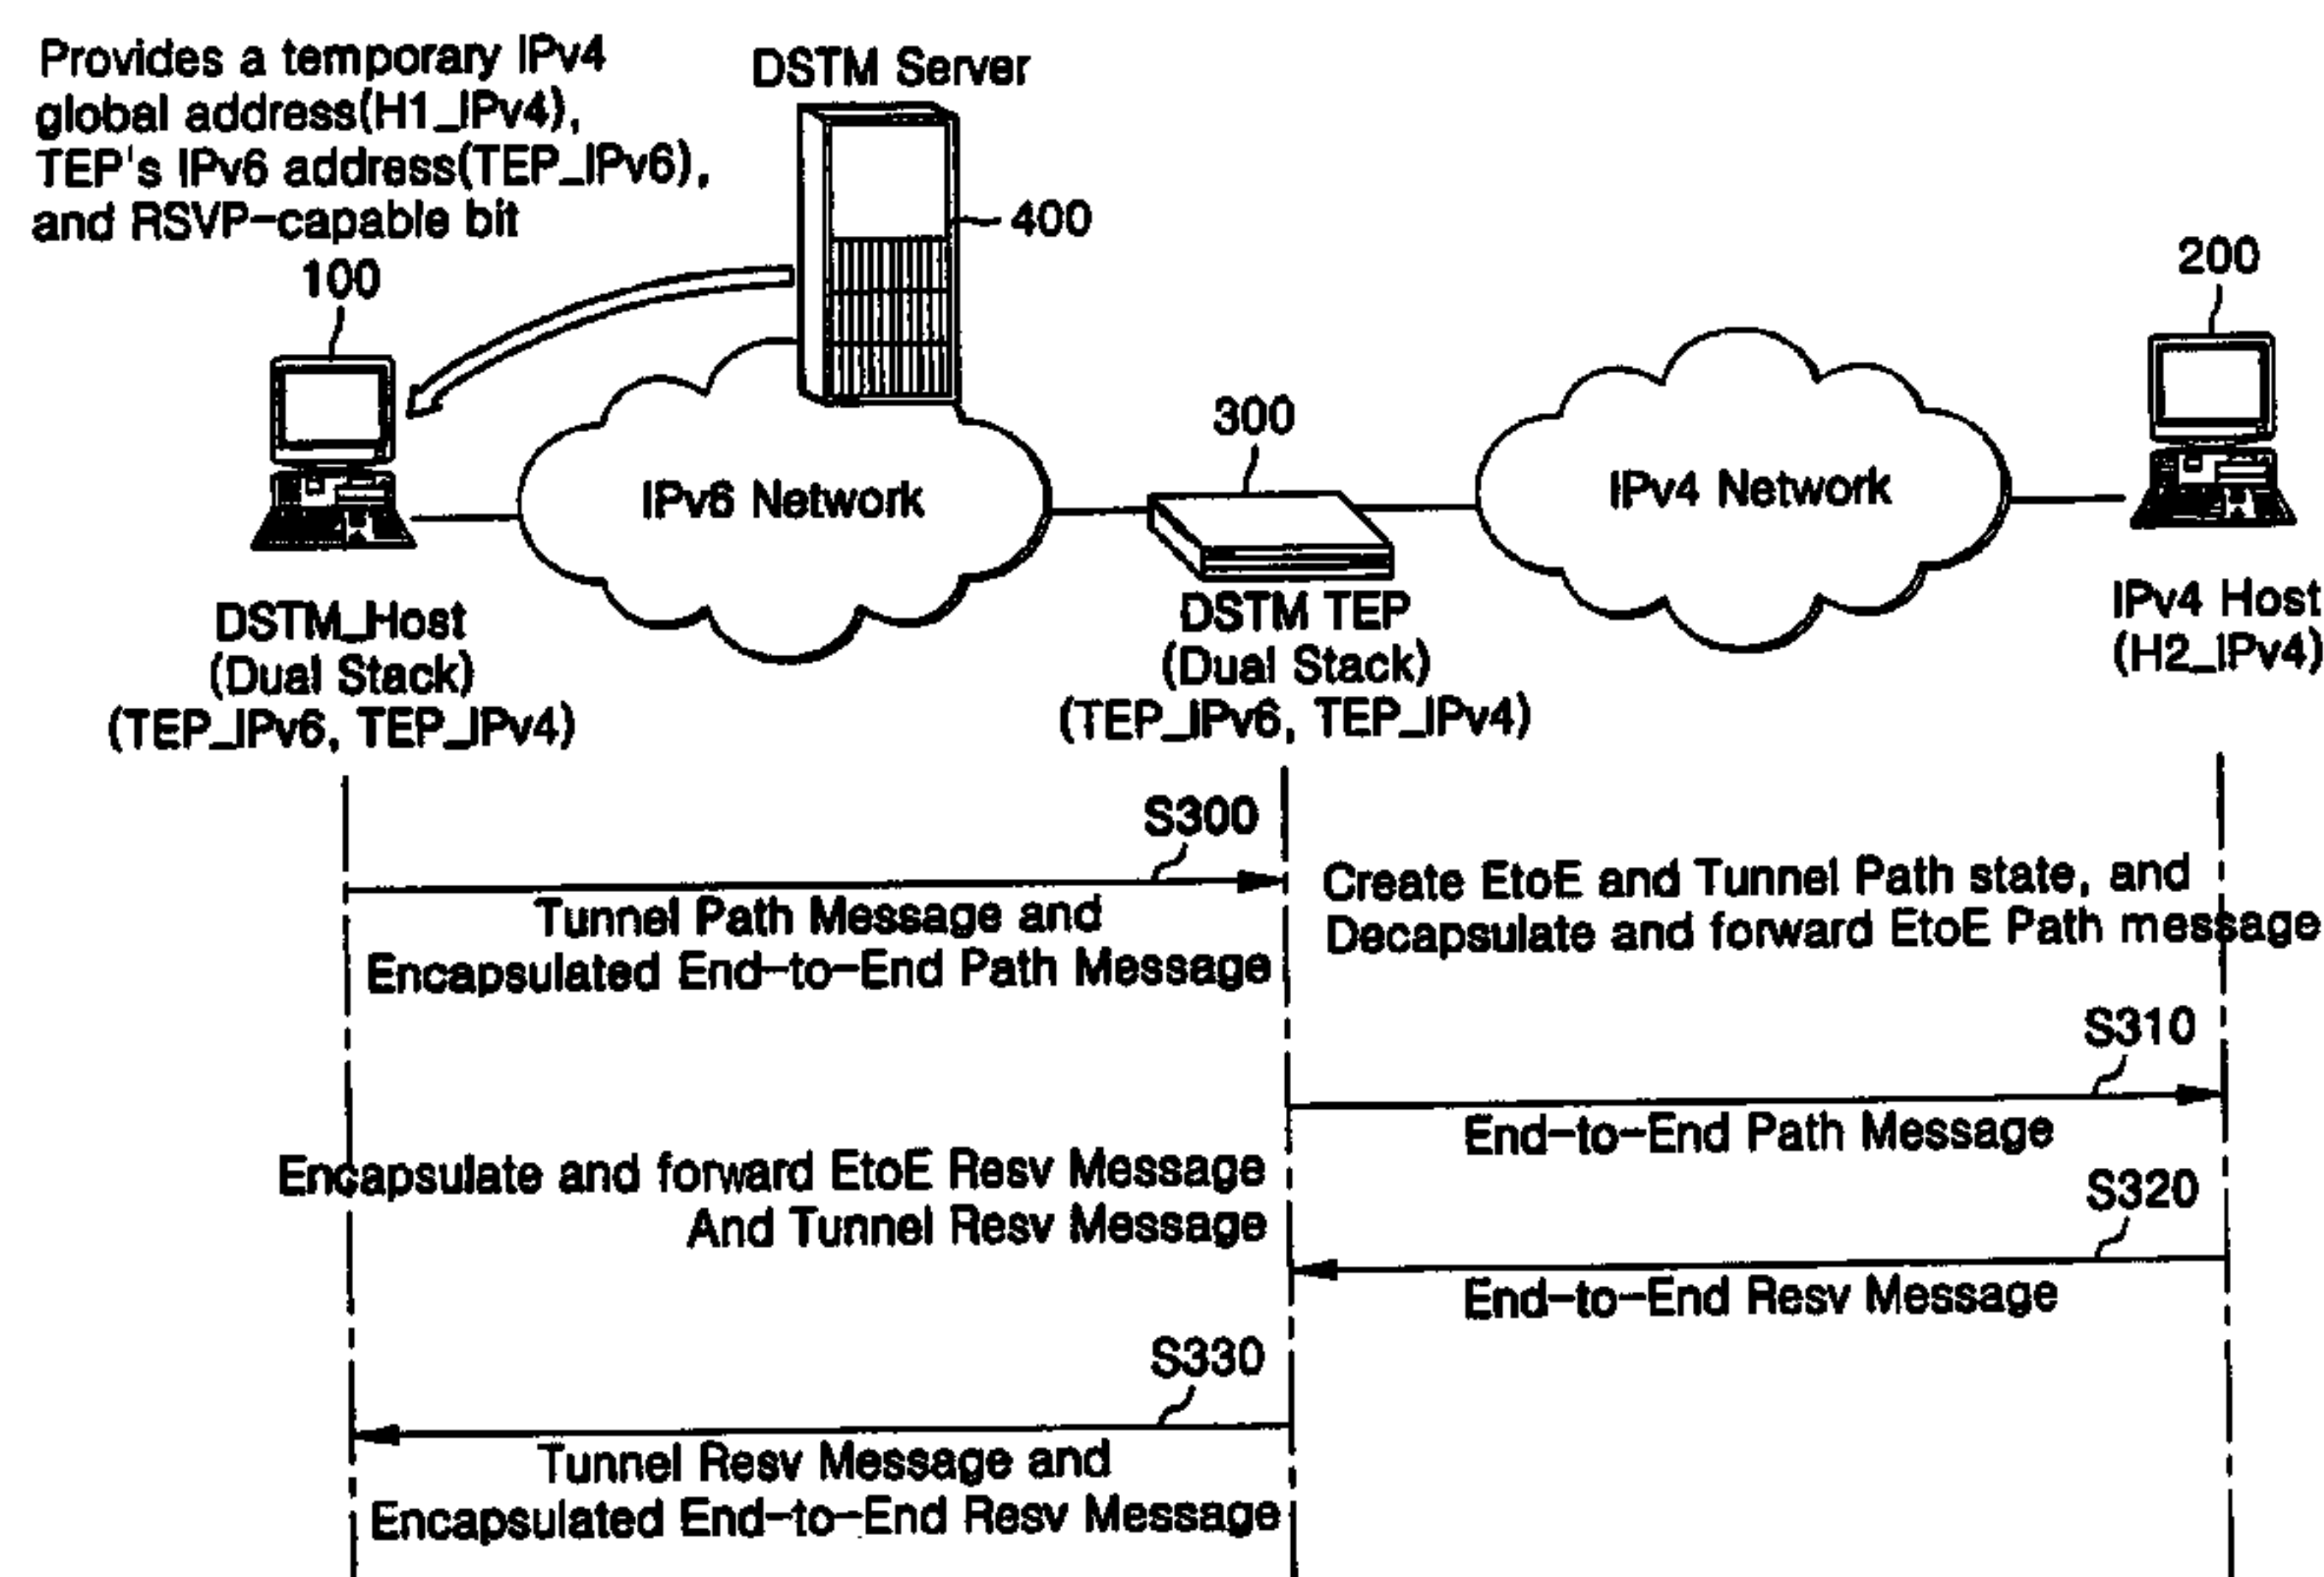 Provides a temporary IPv4
global address(H1_IPv4),
TEP's IPv6 address(TEP_IPv6),
and RSVP-capable bit
DSTM Server
400
100
200
300
IPv6 Network
IPv4 Network
DSTM_Host
(Dual Stack)
(TEP_IPv6, TEP_IPv4)
DSTM TEP
(Dual Stack)
(TEP_IPv6, TEP_IPv4)
IPv4 Host
(H2_IPv4)
S300
Tunnel Path Message and
Encapsulated End-to-End Path Message
Create EtoE and Tunnel Path state, and
Decapsulate and forward EtoE Path message
S310
End-to-End Path Message
Encapsulate and forward EtoE Resv Message
And Tunnel Resv Message
S320
End-to-End Resv Message
S330
Tunnel Resv Message and
Encapsulated End-to-End Resv Message